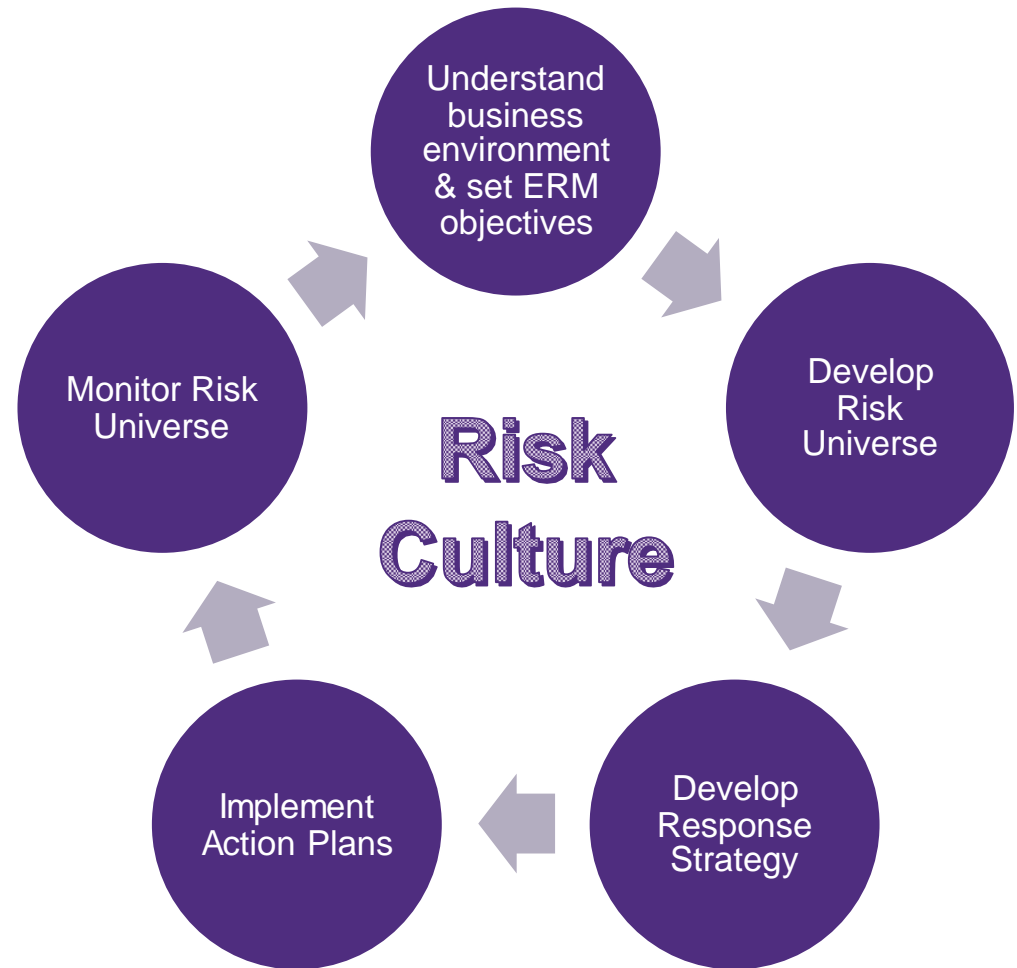 Understand
business
environment
& set ERM
objectives
Develop
Risk
Universe
Develop
Response
Strategy
Implement
Action Plans
Monitor Risk
Universe
Risk
Culture